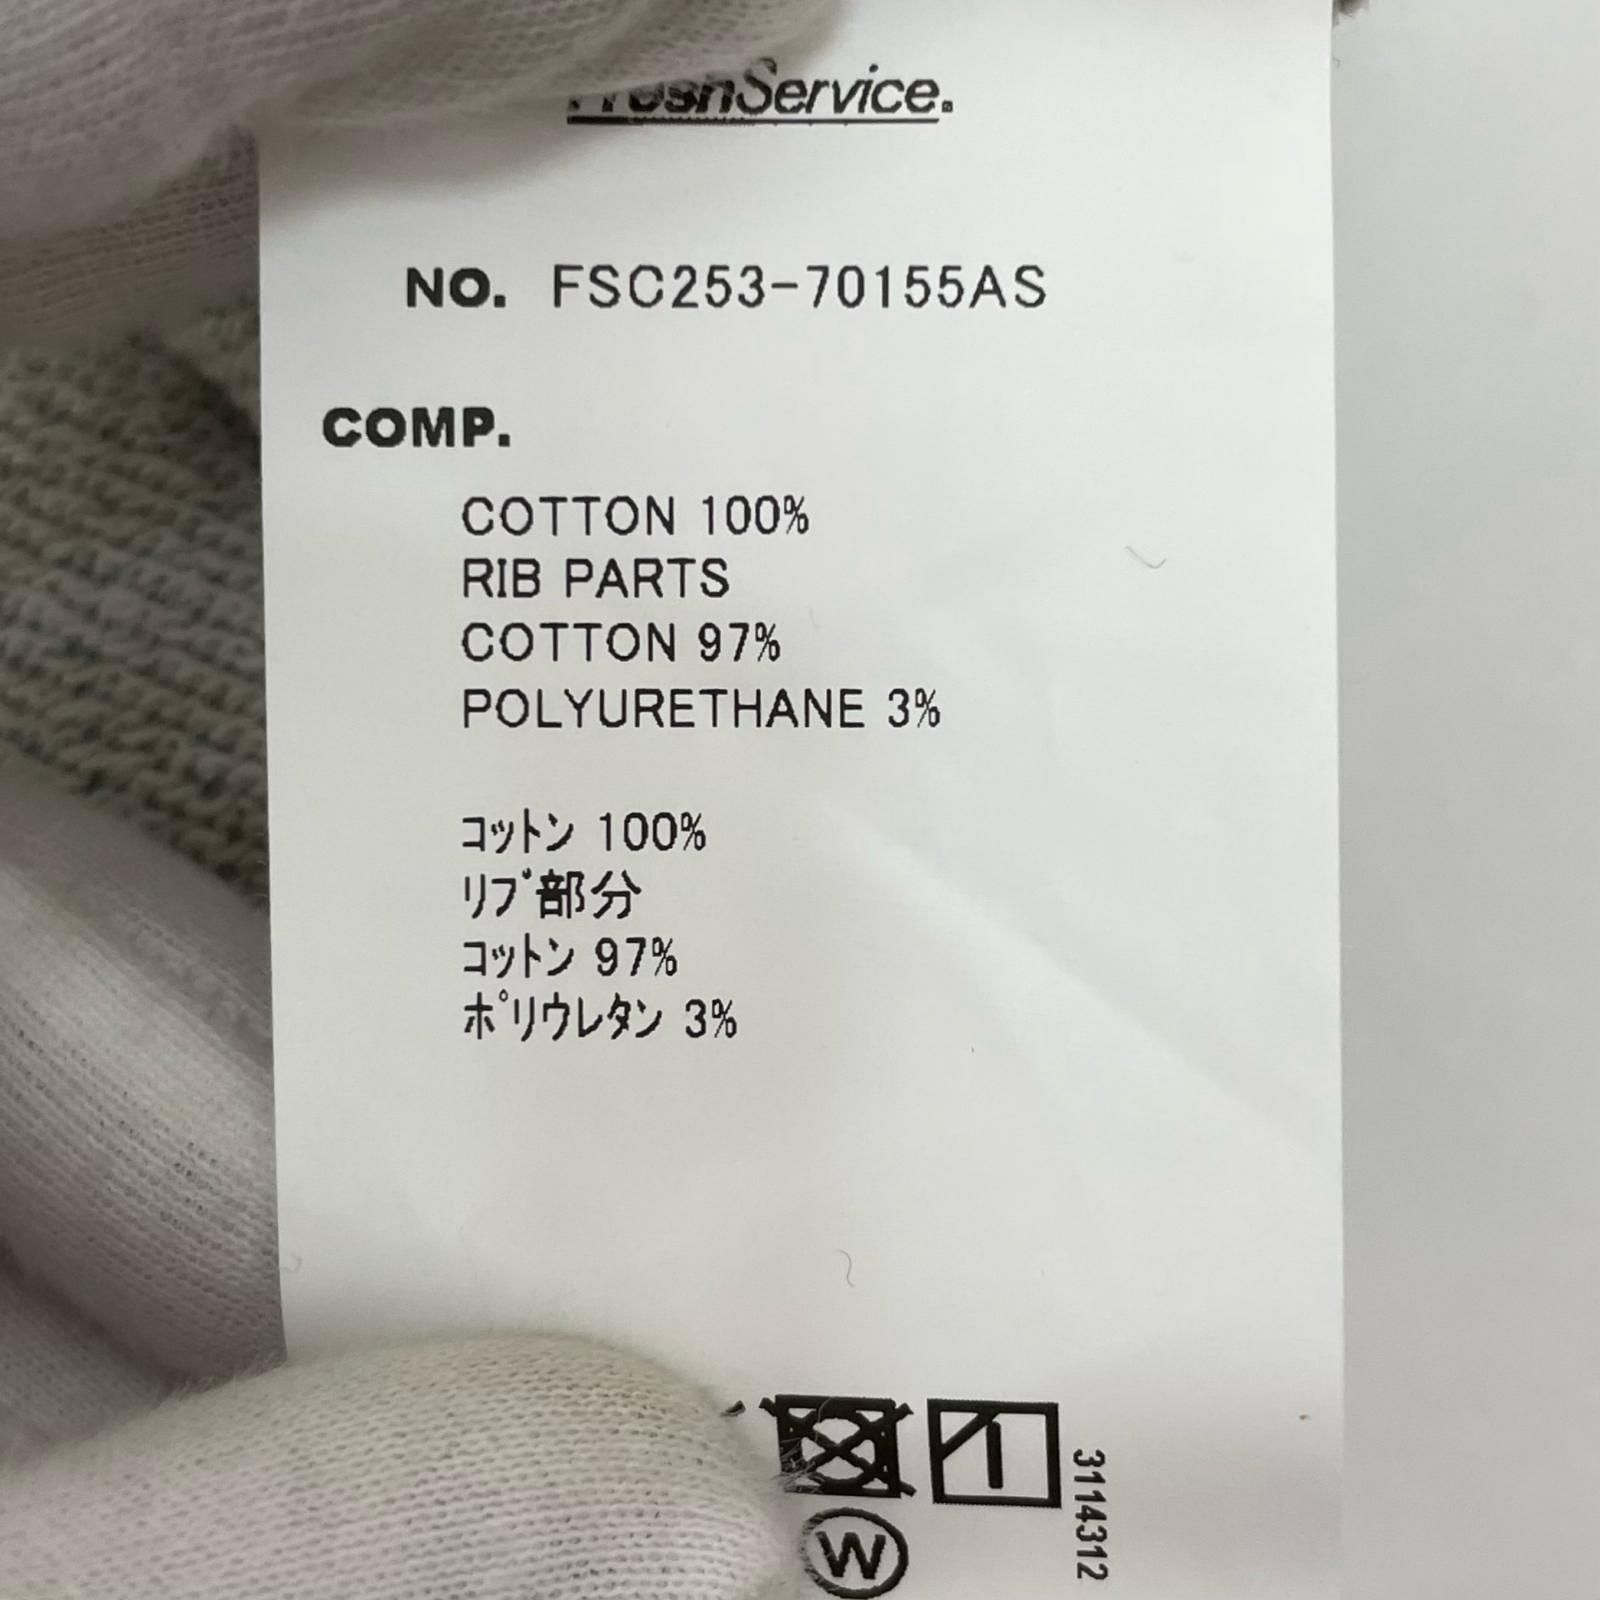 FreshService.
NO. FSC253-70155AS
COMP.
COTTON 100%
RIB PARTS
COTTON 97%
POLYURETHANE 3%
ｺｯﾄﾝ 100%
ﾘﾌﾞ部分
ｺｯﾄﾝ 97%
ﾎﾟﾘｳﾚﾀﾝ 3%
3114312
W